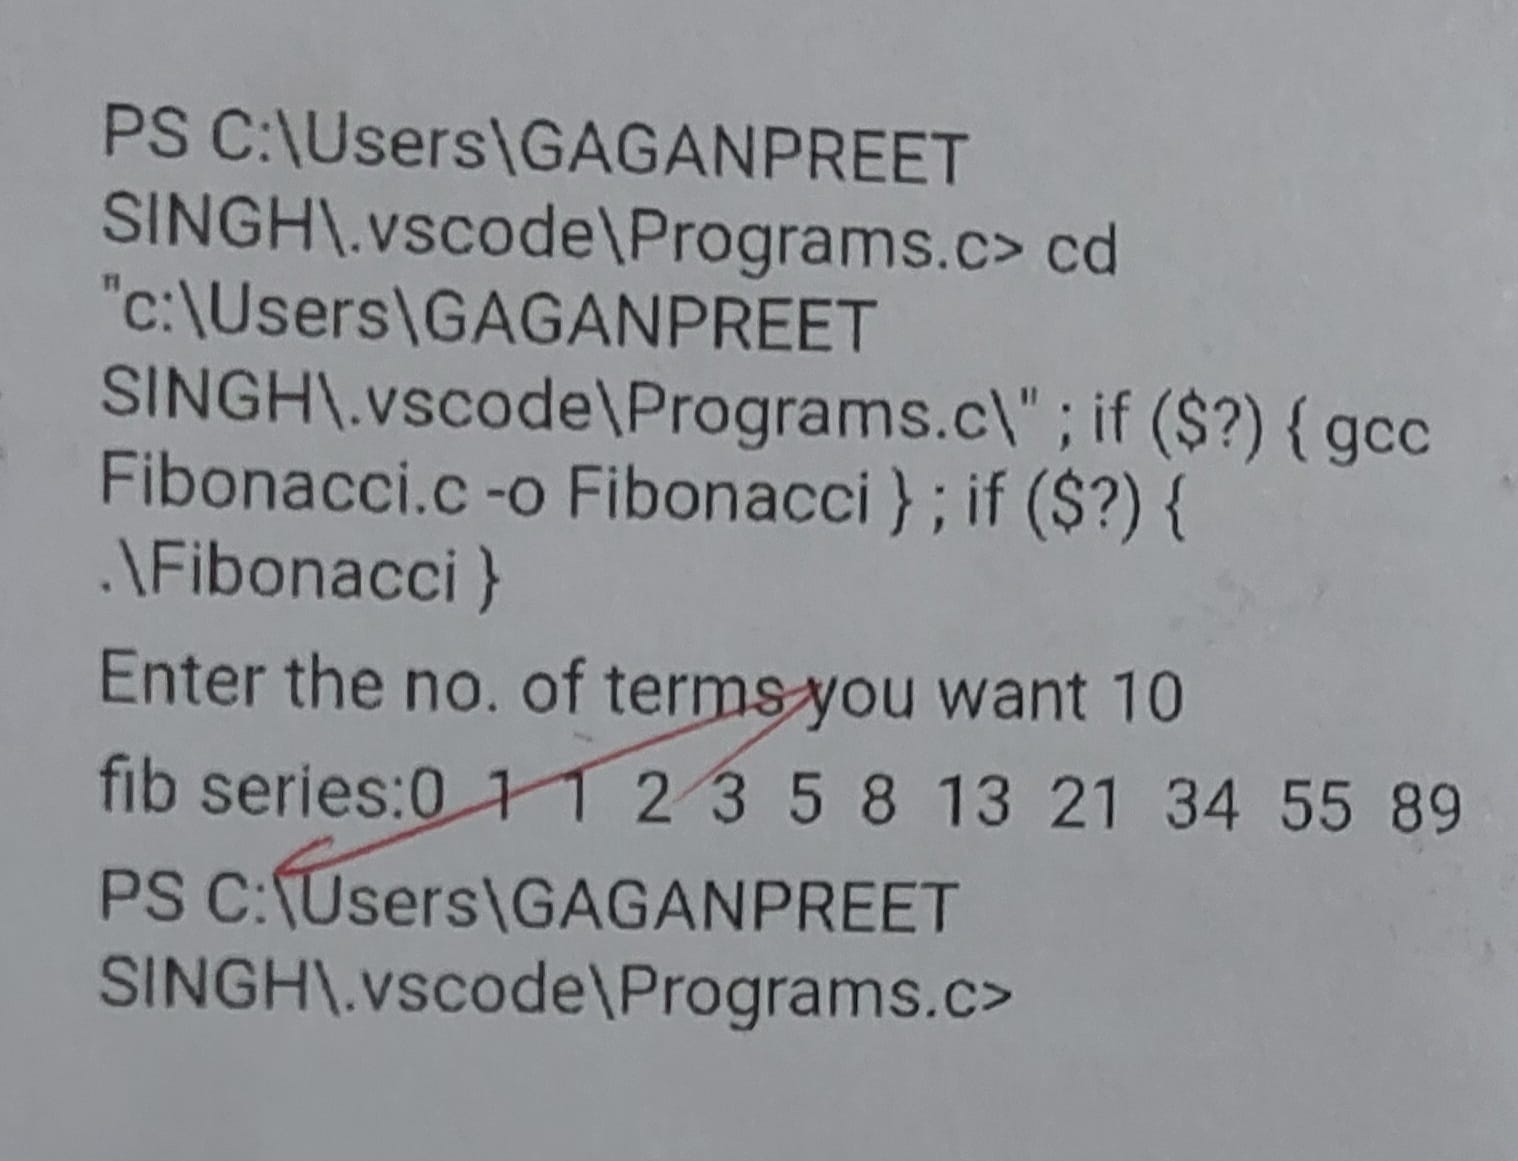 PS C:\Users\GAGANPREET
SINGH\.vscode\Programs.c> cd
"c:\Users\GAGANPREET
SINGH\.vscode\Programs.c\" ; if ($?) { gcc
Fibonacci.c -o Fibonacci } ; if ($?) {
.\Fibonacci }
Enter the no. of terms you want 10
fib series:0 1 1 2 3 5 8 13 21 34 55 89
PS C:\Users\GAGANPREET
SINGH\.vscode\Programs.c>